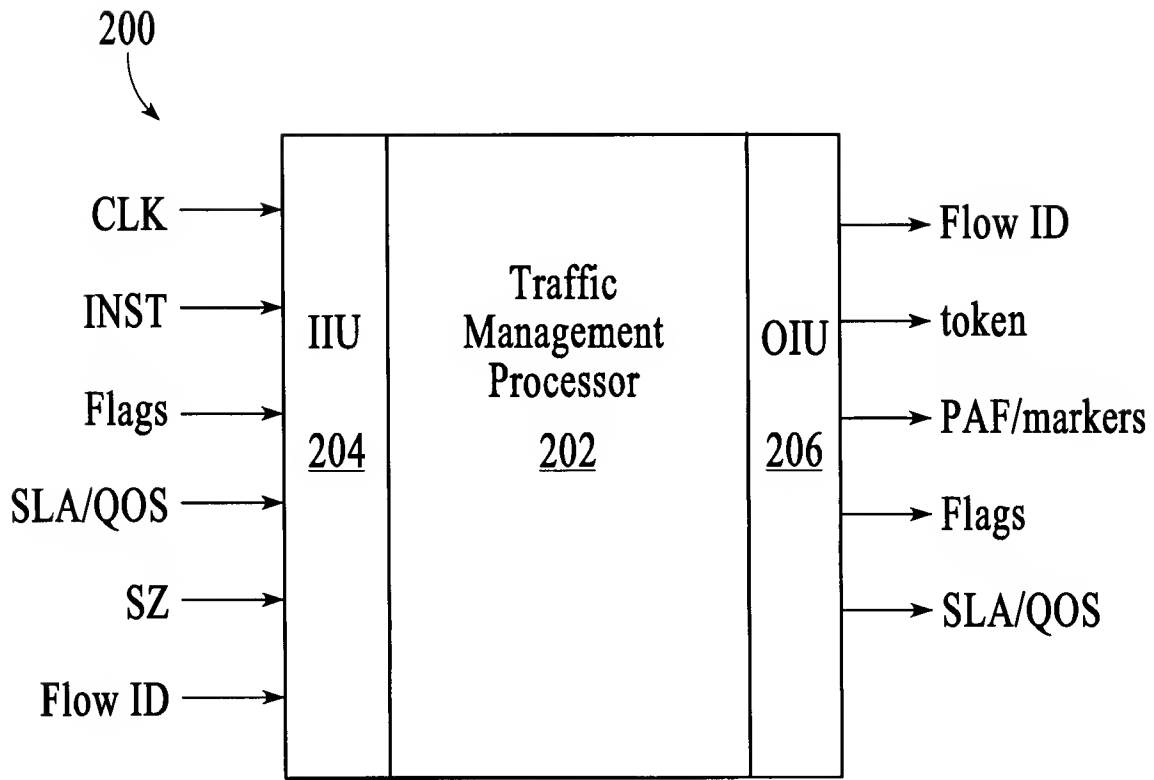 200
CLK
INST
Flags
SLA/QOS
SZ
Flow ID
IIU
204
Traffic
Management
Processor
202
OIU
206
Flow ID
token
PAF/markers
Flags
SLA/QOS